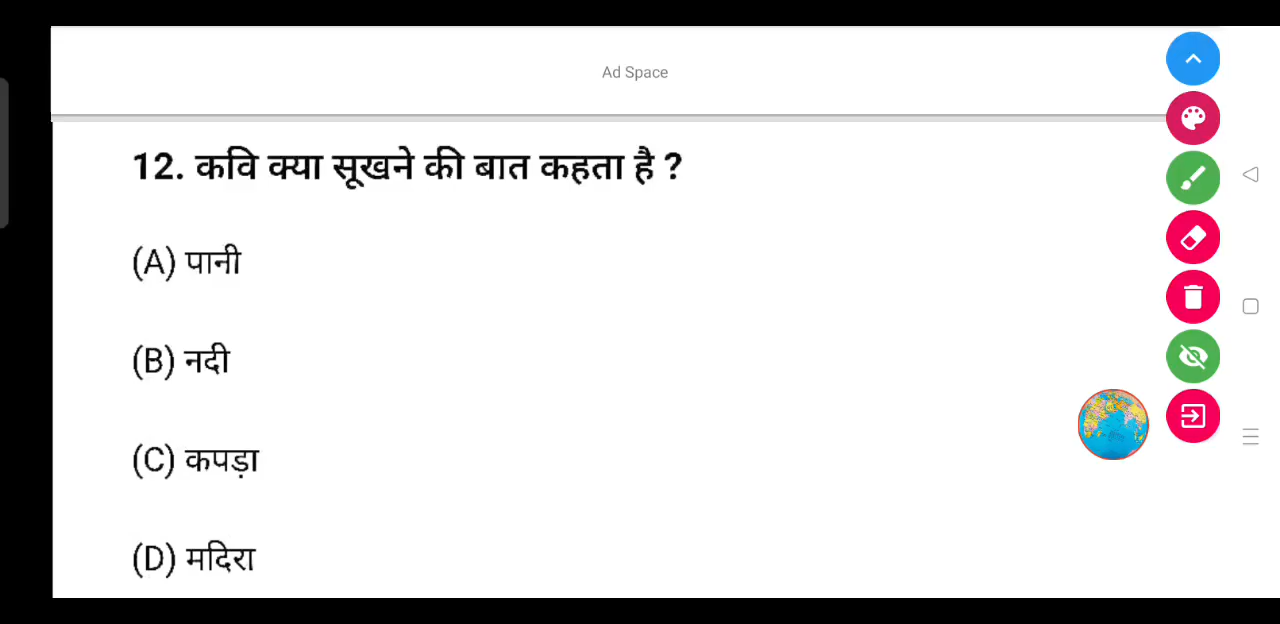 Ad Space
12. कवि क्या सूखने की बात कहता है ?
(A) पानी
(B) नदी
(C) कपड़ा
(D) मदिरा